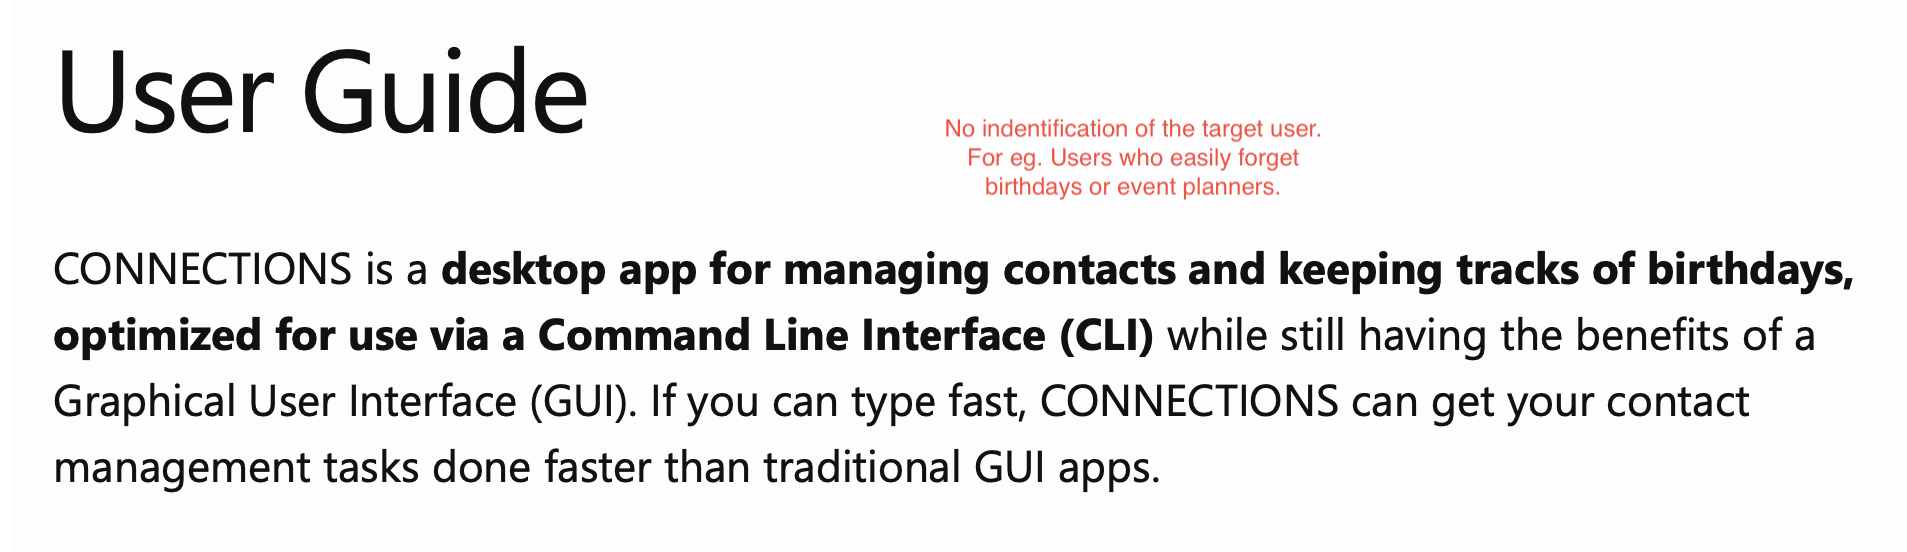 User Guide
No indentification of the target user.
For eg. Users who easily forget
birthdays or event planners.
CONNECTIONS is a desktop app for managing contacts and keeping tracks of birthdays,
optimized for use via a Command Line Interface (CLI) while still having the benefits of a
Graphical User Interface (GUI). If you can type fast, CONNECTIONS can get your contact
management tasks done faster than traditional GUI apps.